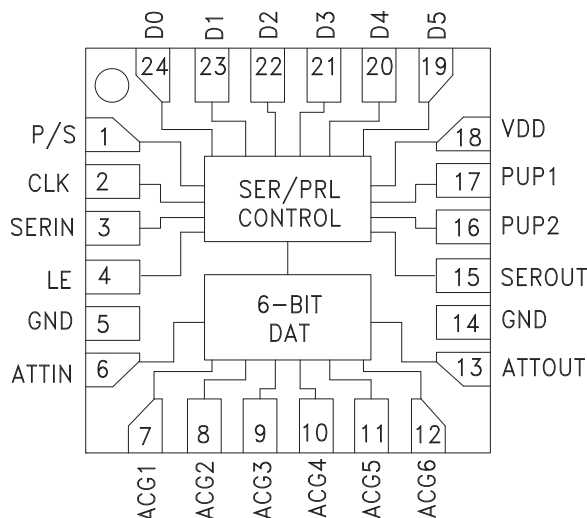 D0 D1 D2 D3 D4 D5
24 23 22 21 20 19
P/S 1 18 VDD
CLK 2 17 PUP1
SERIN 3 16 PUP2
SER/PRL
CONTROL
LE 4 15 SEROUT
GND 5 14 GND
6-BIT
DAT
ATTIN 6 13 ATTOUT
7 8 9 10 11 12
ACG1 ACG2 ACG3 ACG4 ACG5 ACG6